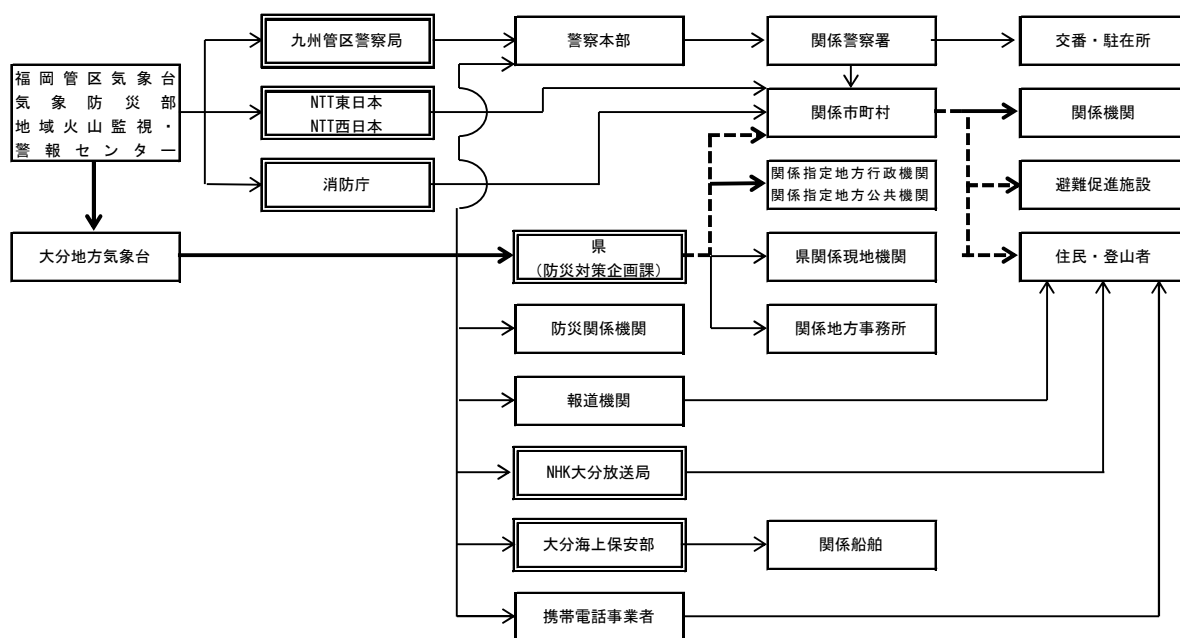 九州管区警察局
警察本部
関係警察署
交番・駐在所
福岡管区気象台
気象防災部
地域火山監視・
警報センター
NTT東日本
NTT西日本
関係市町村
関係機関
消防庁
関係指定地方行政機関
関係指定地方公共機関
避難促進施設
大分地方気象台
県
(防災対策企画課)
県関係現地機関
住民・登山者
防災関係機関
関係地方事務所
報道機関
NHK大分放送局
大分海上保安部
関係船舶
携帯電話事業者